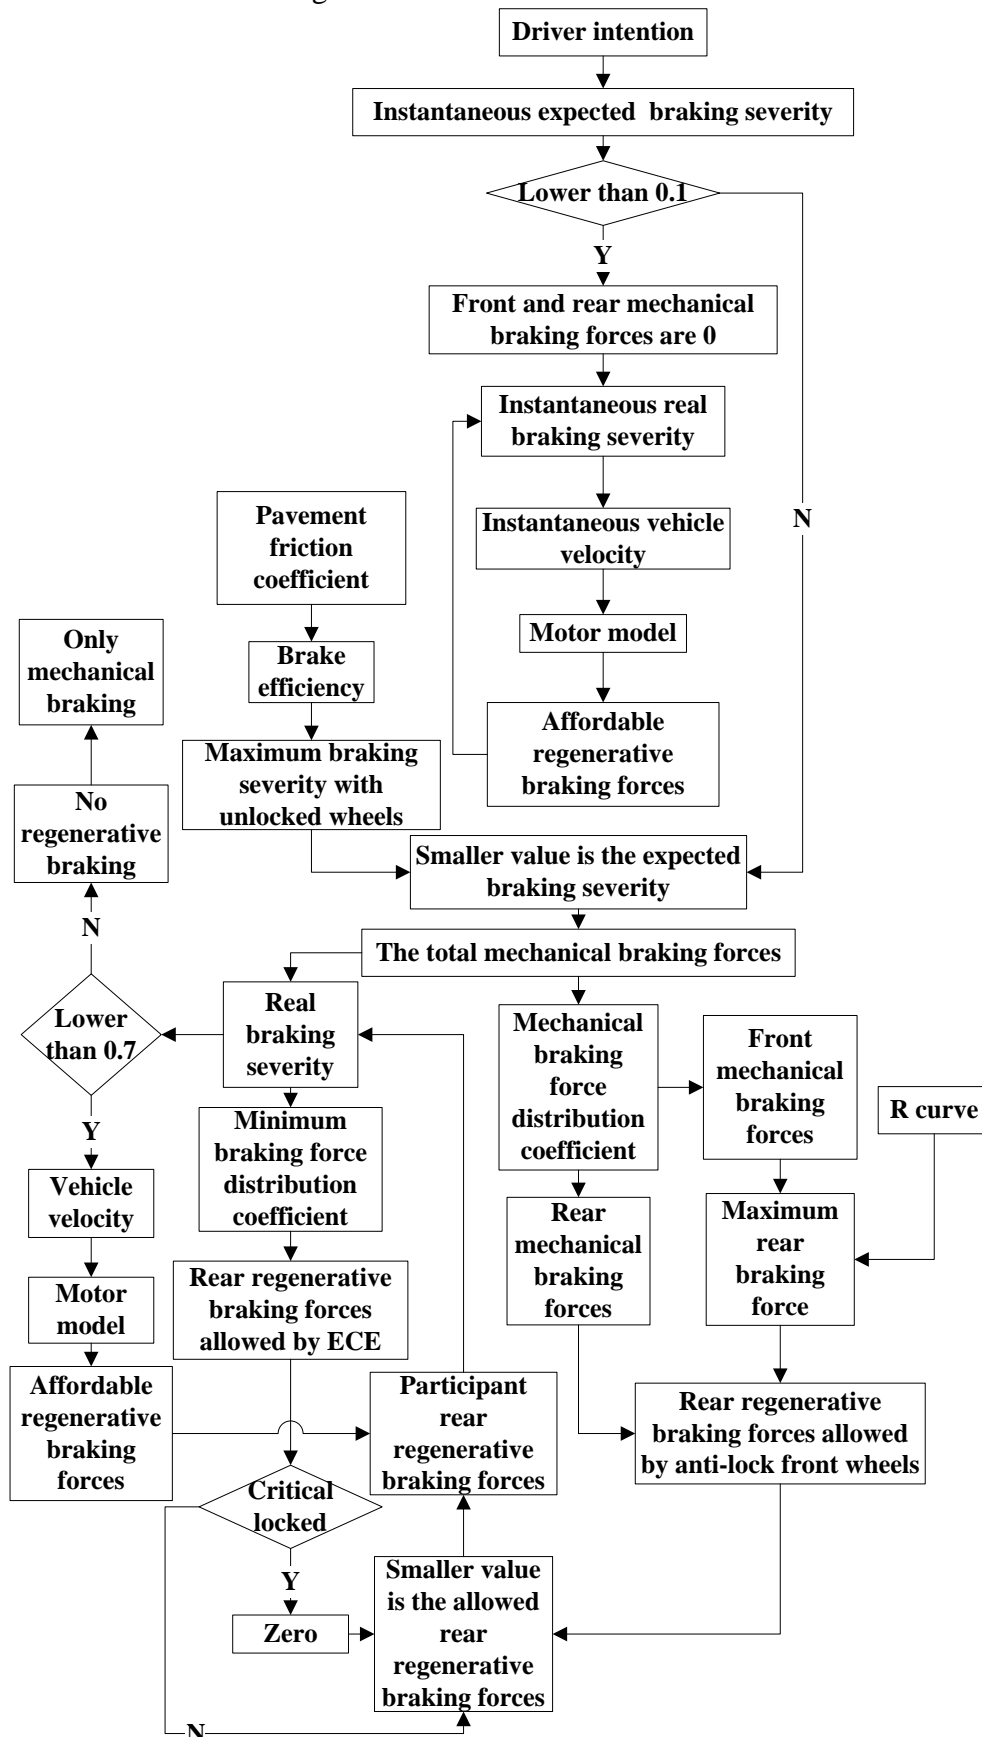 Driver intention
Instantaneous expected braking severity
Lower than 0.1
Y
Front and rear mechanical
braking forces are 0
Instantaneous real
braking severity
N
Instantaneous vehicle
velocity
Motor model
Affordable
regenerative
braking forces
Pavement
friction
coefficient
Brake
efficiency
Maximum braking
severity with
unlocked wheels
Only
mechanical
braking
No
regenerative
braking
N
Smaller value is the expected
braking severity
The total mechanical braking forces
Lower
than 0.7
Real
braking
severity
Mechanical
braking
force
distribution
coefficient
Front
mechanical
braking
forces
R curve
Y
Minimum
braking force
distribution
coefficient
Vehicle
velocity
Rear
mechanical
braking
forces
Maximum
rear
braking
force
Motor
model
Rear regenerative
braking forces
allowed by ECE
Affordable
regenerative
braking
forces
Participant
rear
regenerative
braking forces
Rear regenerative
braking forces allowed
by anti-lock front wheels
Critical
locked
Y
Zero
Smaller value
is the allowed
rear
regenerative
braking forces
N